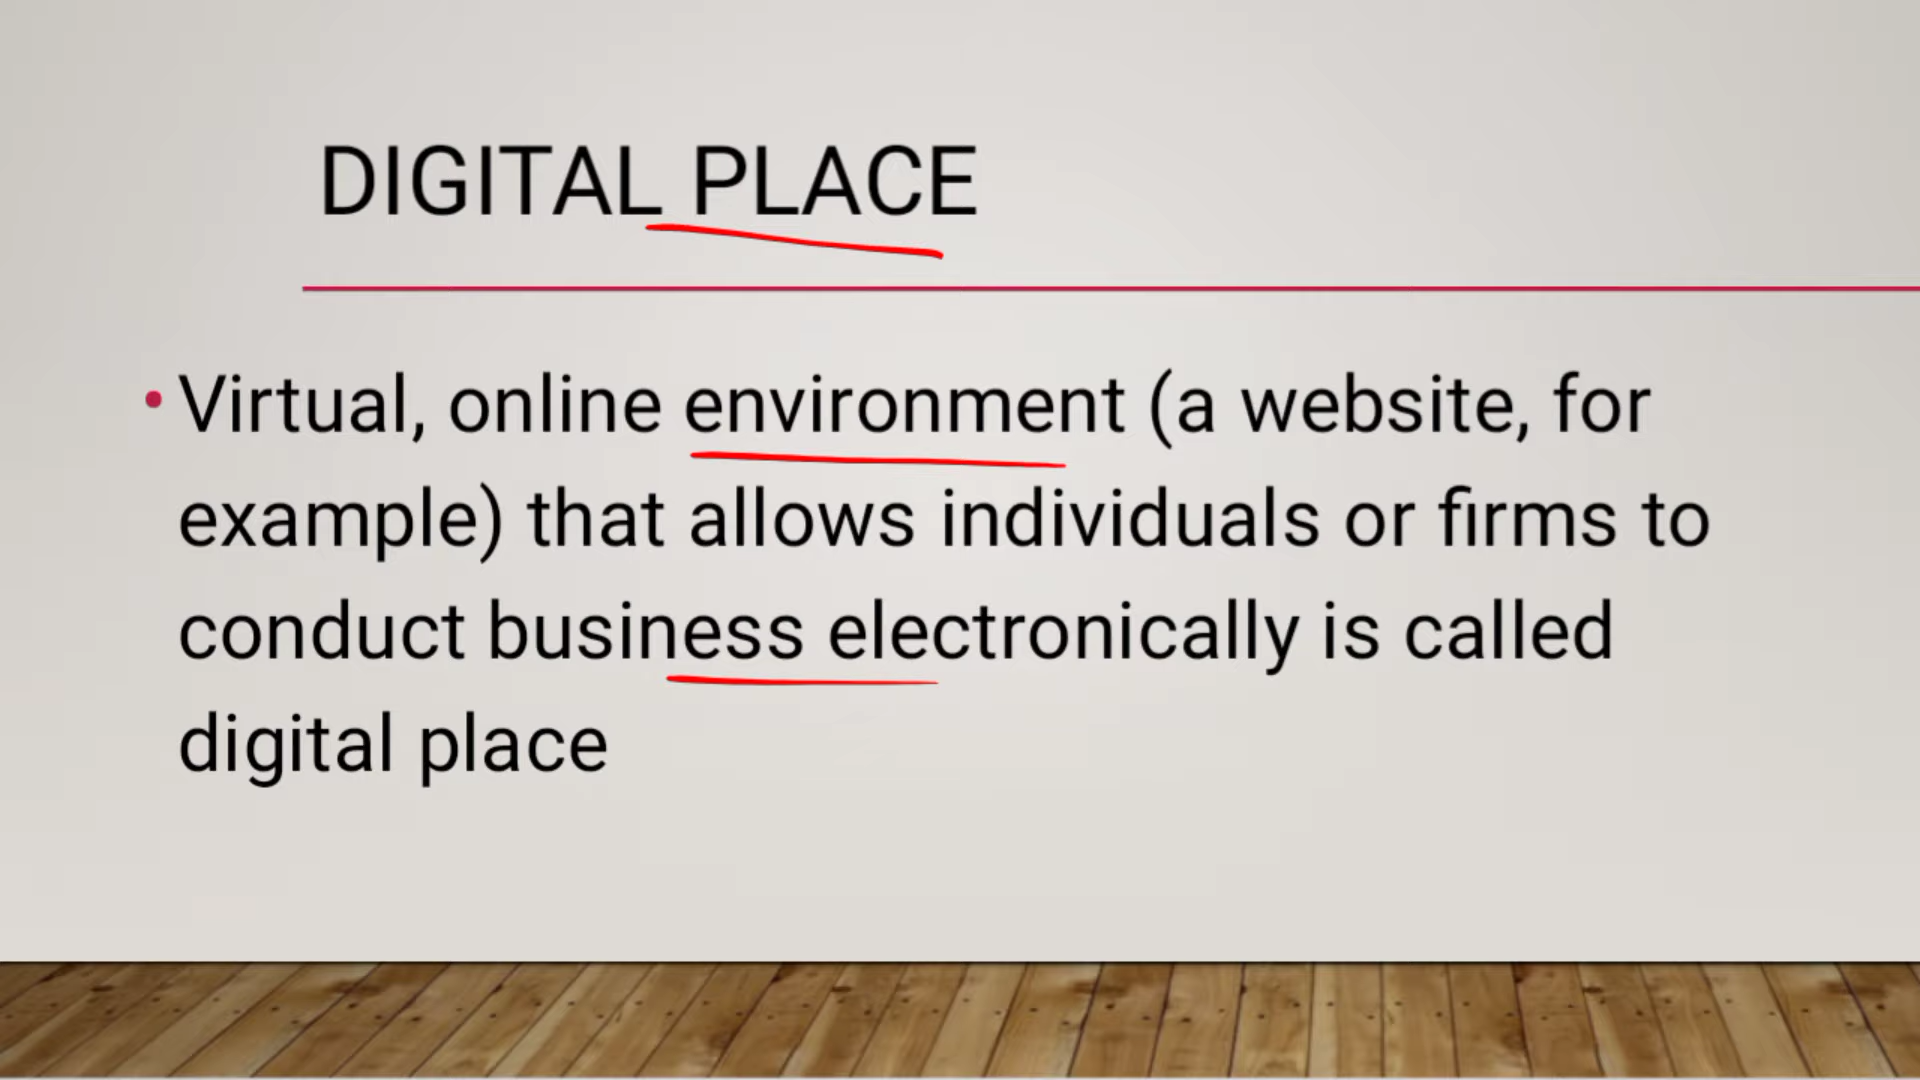 DIGITAL PLACE
• Virtual, online environment (a website, for
example) that allows individuals or firms to
conduct business electronically is called
digital place